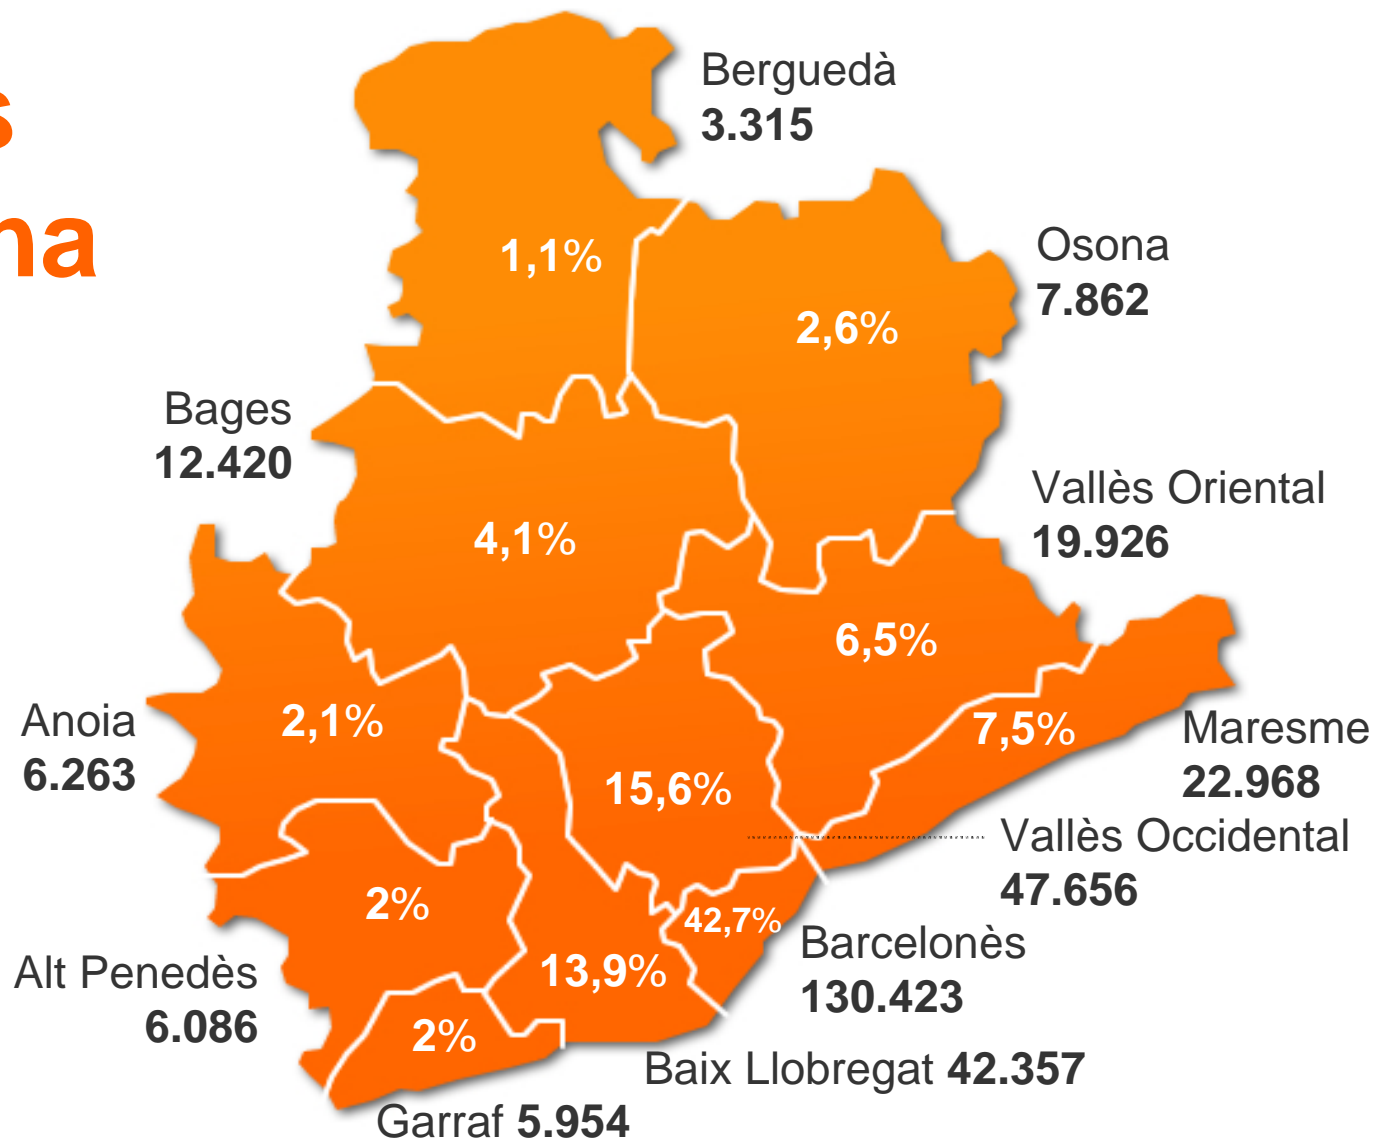 s
na
Berguedà
3.315
1,1%
Osona
7.862
2,6%
Bages
12.420
4,1%
Vallès Oriental
19.926
6,5%
Anoia
6.263
2,1%
7,5%
Maresme
22.968
15,6%
Vallès Occidental
47.656
2%
42,7%
Barcelonès
130.423
Alt Penedès
6.086
13,9%
2%
Baix Llobregat 42.357
Garraf 5.954